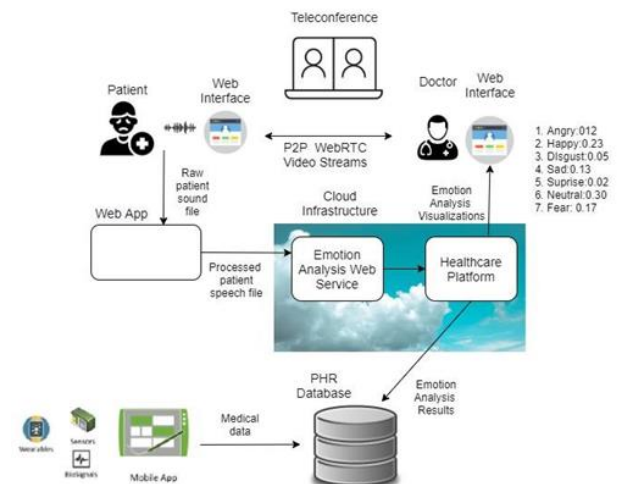 Teleconference
Patient
Web
Interface
Doctor
Web
Interface
P2P WebRTC
Video Streams
1. Angry:012
2. Happy:0.23
3. DIsgust:0.05
4. Sad:0.13
5. Suprise:0.02
6. Neutral:0.30
7. Fear: 0.17
Raw
patient
sound
file
Web App
Cloud
Infrastructure
Emotion
Analysis
Visualizations
Processed
patient
speech file
Emotion
Analysis Web
Service
Healthcare
Platform
PHR
Database
Emotion
Analysis
Results
Medical
data
Wearables
Sensors
Biosignals
Mobile App